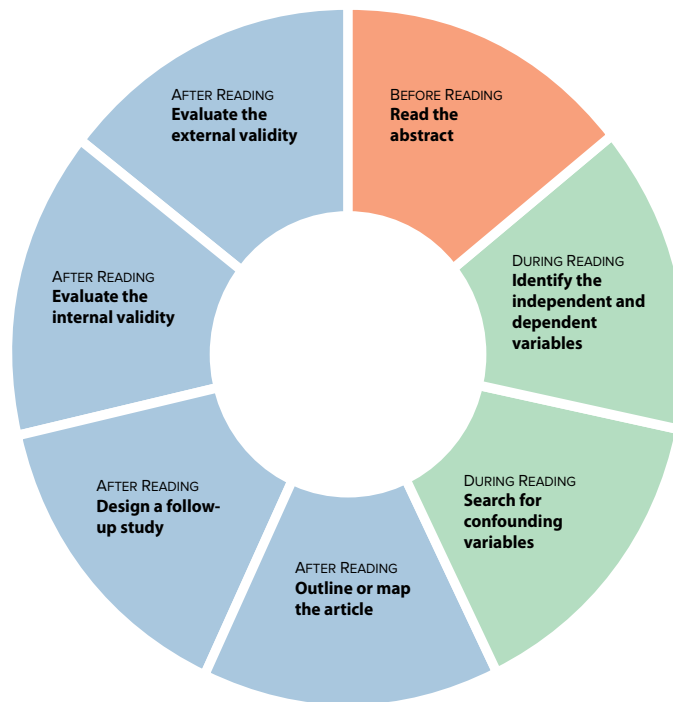 BEFORE READING
Read the
abstract
DURING READING
Identify the
independent and
dependent
variables
DURING READING
Search for
confounding
variables
AFTER READING
Outline or map
the article
AFTER READING
Design a follow-
up study
AFTER READING
Evaluate the
internal validity
AFTER READING
Evaluate the
external validity